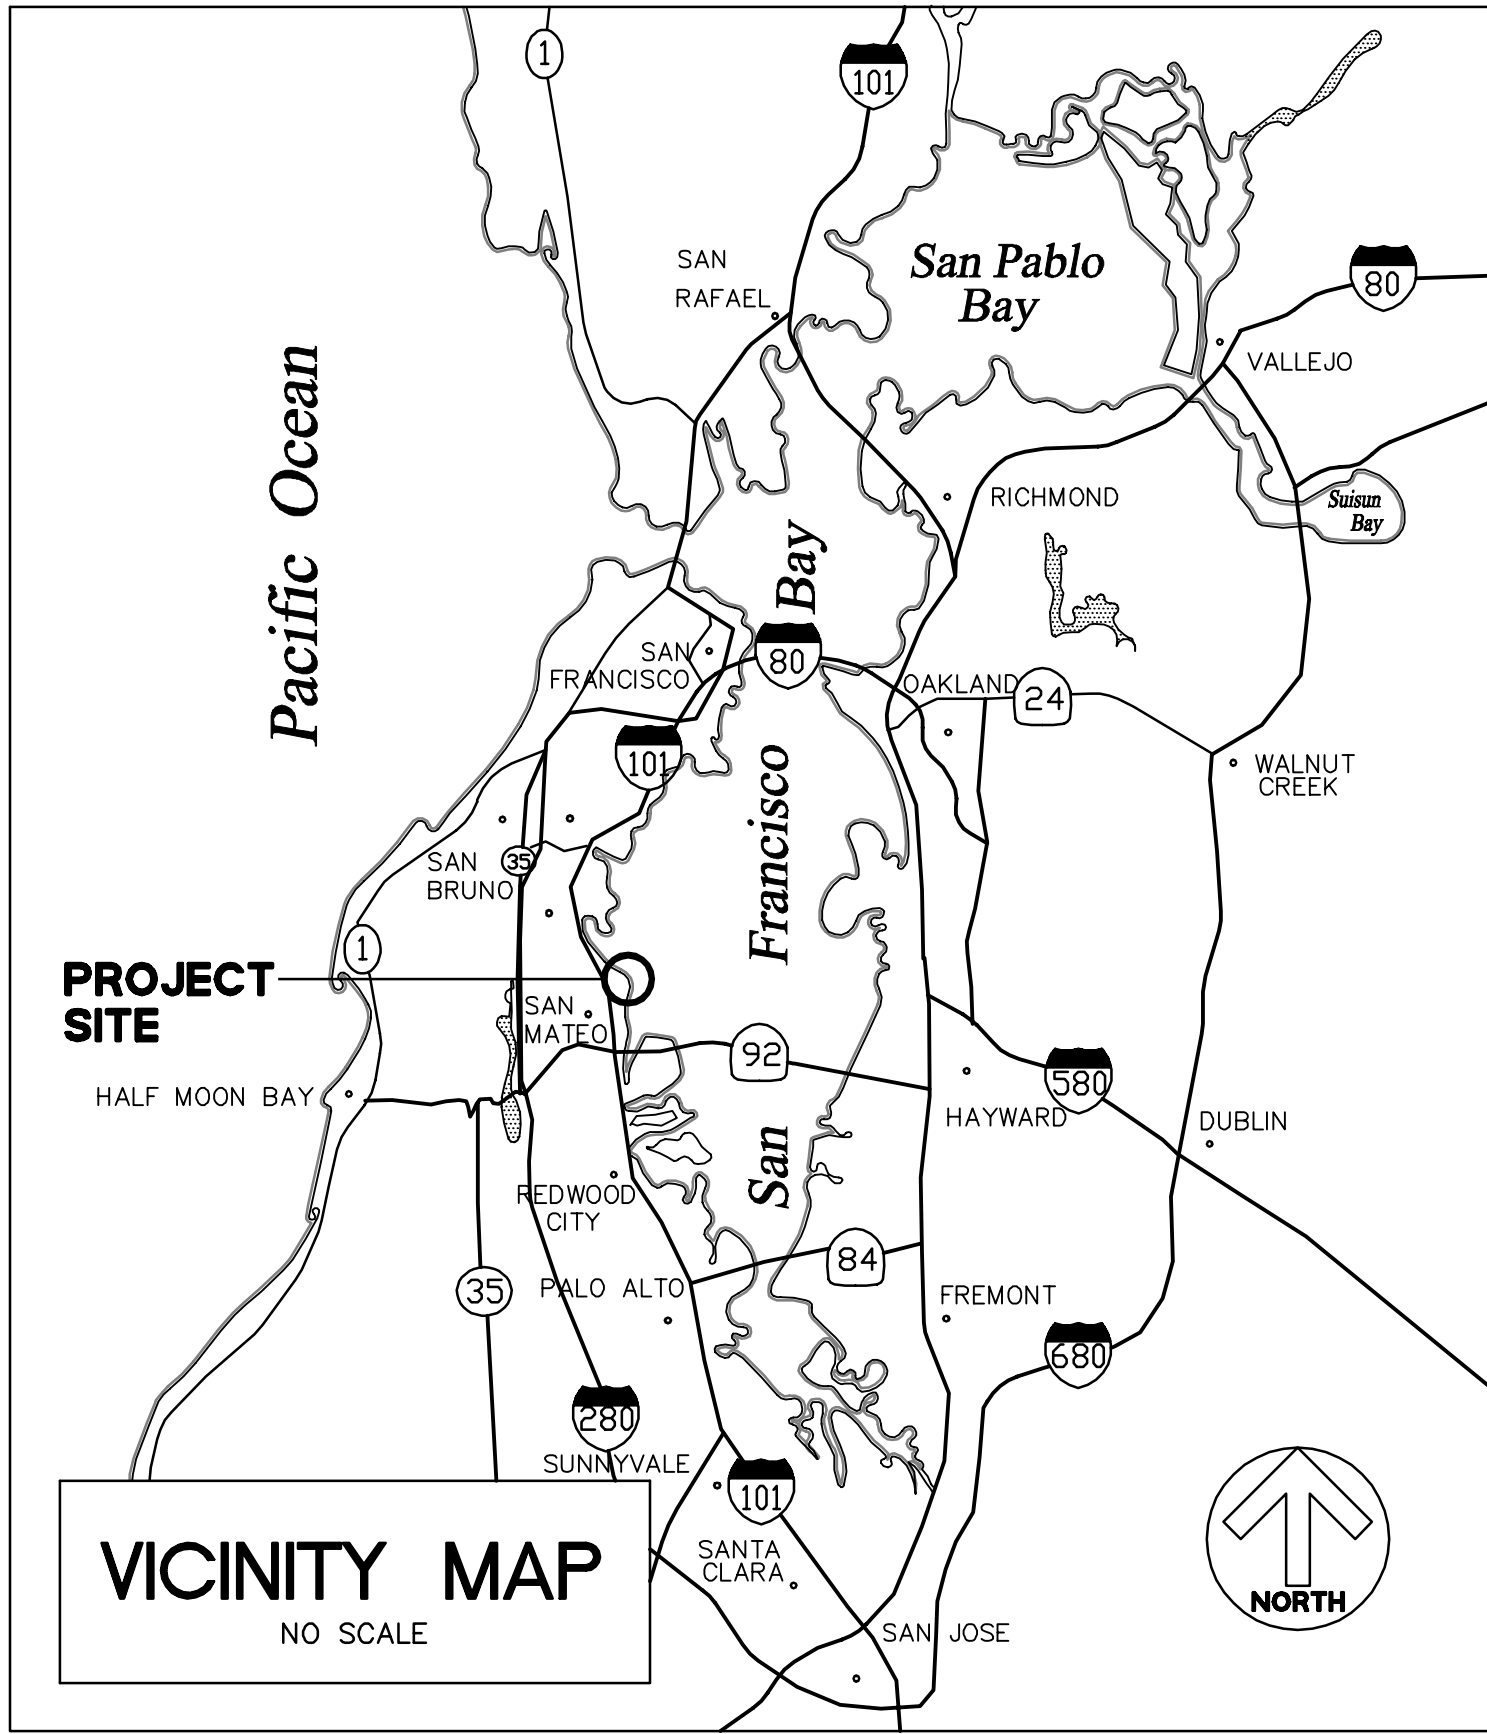 1
101
San Pablo
Bay
SAN
RAFAEL
80
VALLEJO
Pacific Ocean
RICHMOND
Suisun
Bay
San Francisco Bay
SAN
FRANCISCO
80
OAKLAND
24
101
WALNUT
CREEK
SAN
BRUNO
35
1
PROJECT
SITE
SAN
MATEO
92
580
HALF MOON BAY
HAYWARD
DUBLIN
REDWOOD
CITY
84
35
PALO ALTO
FREMONT
680
280
SUNNYVALE
101
SANTA
CLARA
VICINITY MAP
NO SCALE
SAN JOSE
NORTH